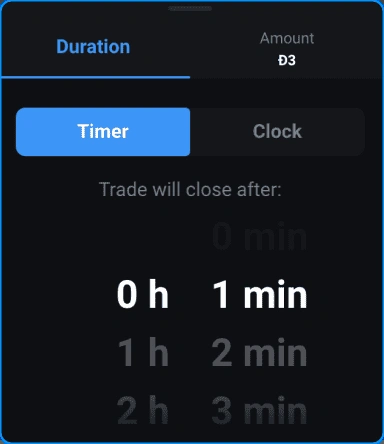 Duration
Amount
Đ3
Timer
Clock
Trade will close after:
0 min
0 h 1 min
1 h 2 min
2 h 3 min